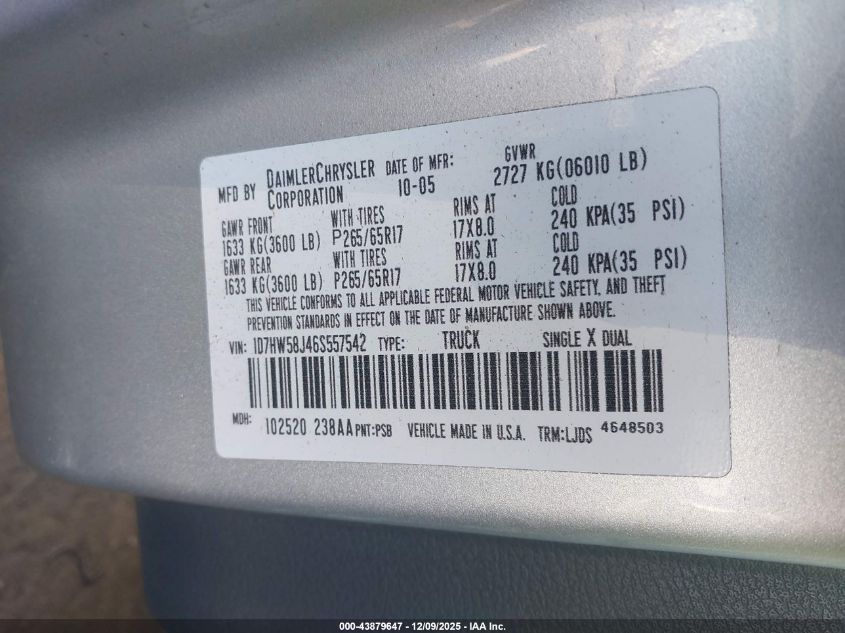 MFD BY DAIMLERCHRYSLER CORPORATION DATE OF MFR: 10-05 GVWR 2727 KG(06010 LB)
GAWR FRONT WITH TIRES RIMS AT COLD
1633 KG(3600 LB) P265/65R17 17X8.0 240 KPA(35 PSI)
GAWR REAR WITH TIRES RIMS AT COLD
1633 KG(3600 LB) P265/65R17 17X8.0 240 KPA(35 PSI)
THIS VEHICLE CONFORMS TO ALL APPLICABLE FEDERAL MOTOR VEHICLE SAFETY, AND THEFT
PREVENTION STANDARDS IN EFFECT ON THE DATE OF MANUFACTURE SHOWN ABOVE.
VIN: 1D7HW58J46S557542 TYPE: TRUCK SINGLE X DUAL
MDH: 102520 238AA PNT:PSB VEHICLE MADE IN U.S.A. TRM:LJDS 4648503
000-43879647 - 12/09/2025 - IAA Inc.